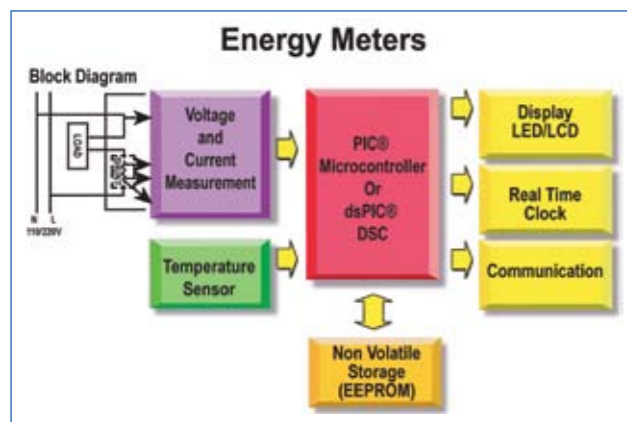 Energy Meters
Block Diagram
LOAD
N L
110/220V
Voltage
and
Current
Measurement
Temperature
Sensor
PIC®
Microcontroller
Or
dsPIC®
DSC
Display
LED/LCD
Real Time
Clock
Communication
Non Volatile
Storage
(EEPROM)